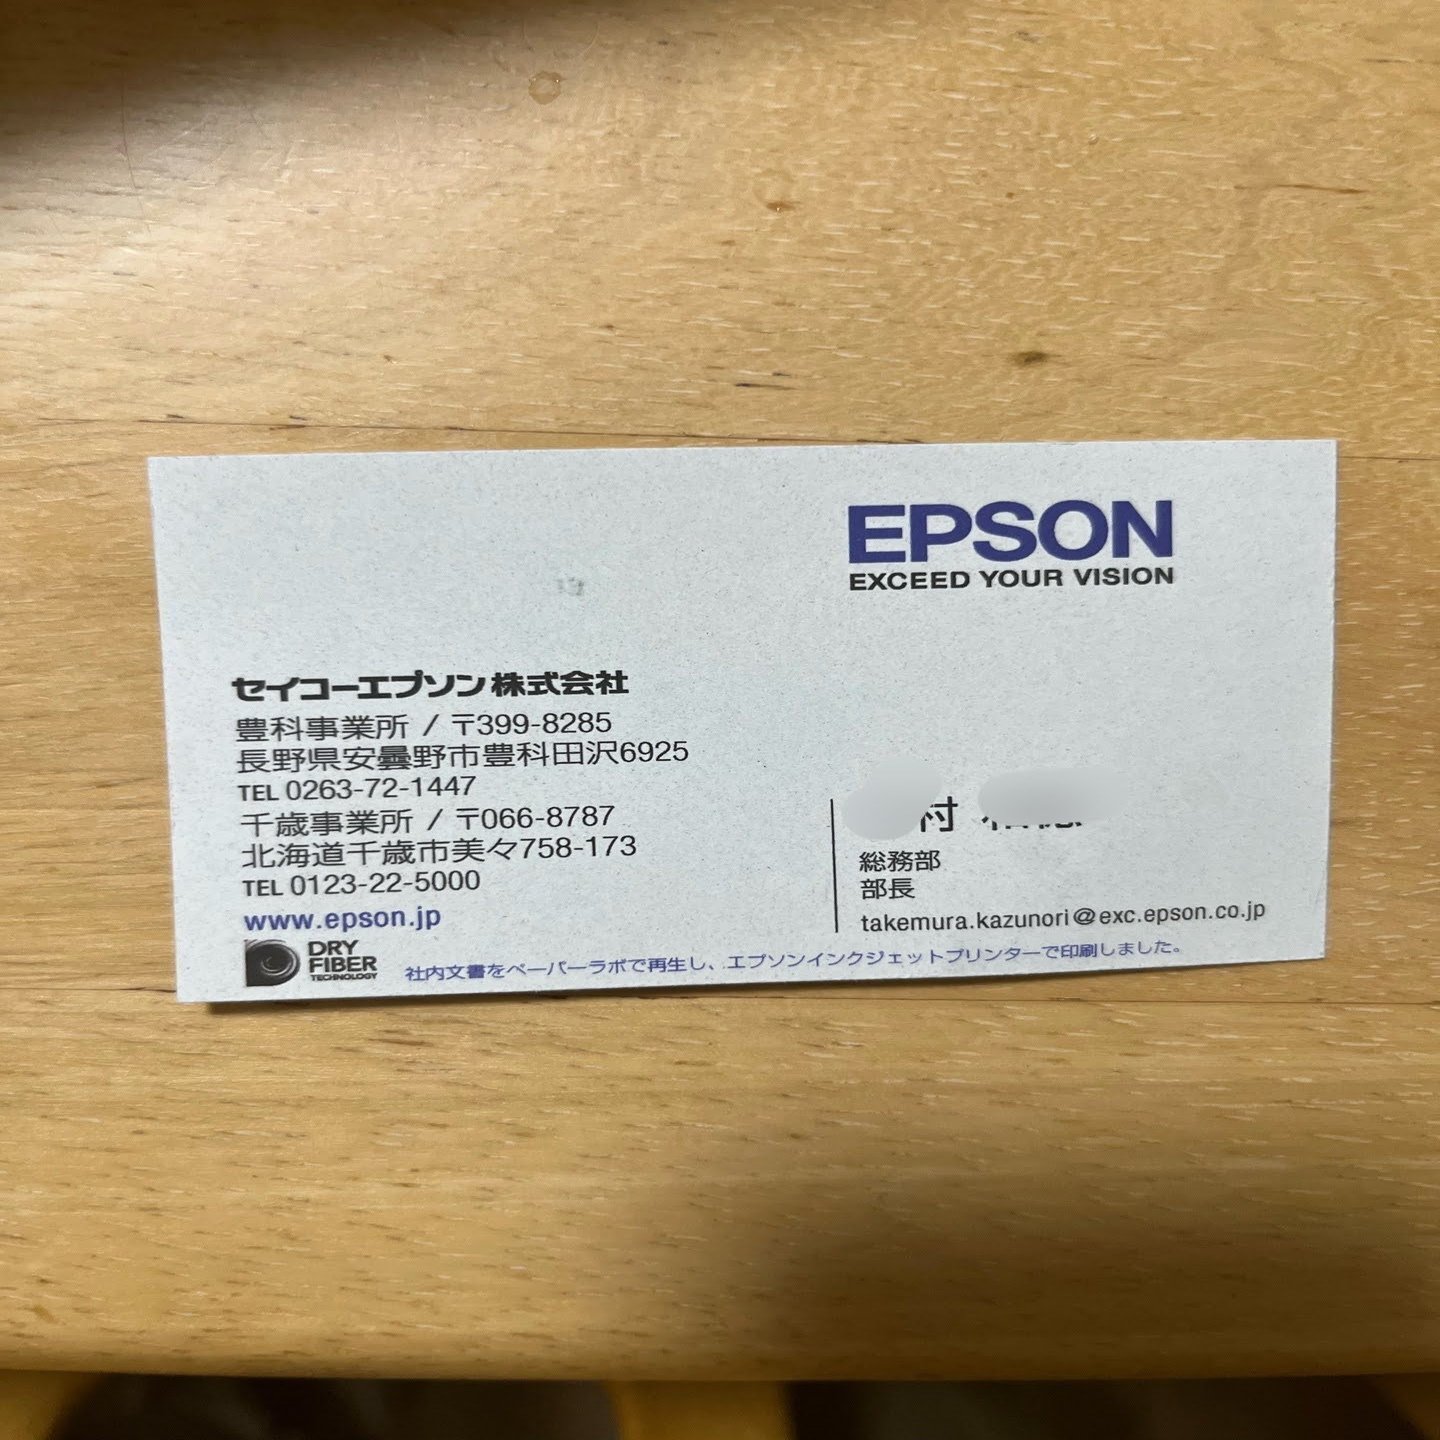 EPSON
EXCEED YOUR VISION
セイコーエプソン株式会社
豊科事業所 / 〒399-8285
長野県安曇野市豊科田沢6925
TEL 0263-72-1447
千歳事業所 / 〒066-8787
北海道千歳市美々758-173
TEL 0123-22-5000
www.epson.jp
DRY
FIBER
TECHNOLOGY
村
総務部
部長
takemura.kazunori@exc.epson.co.jp
社内文書をペーパーラボで再生し、エプソンインクジェットプリンターで印刷しました。